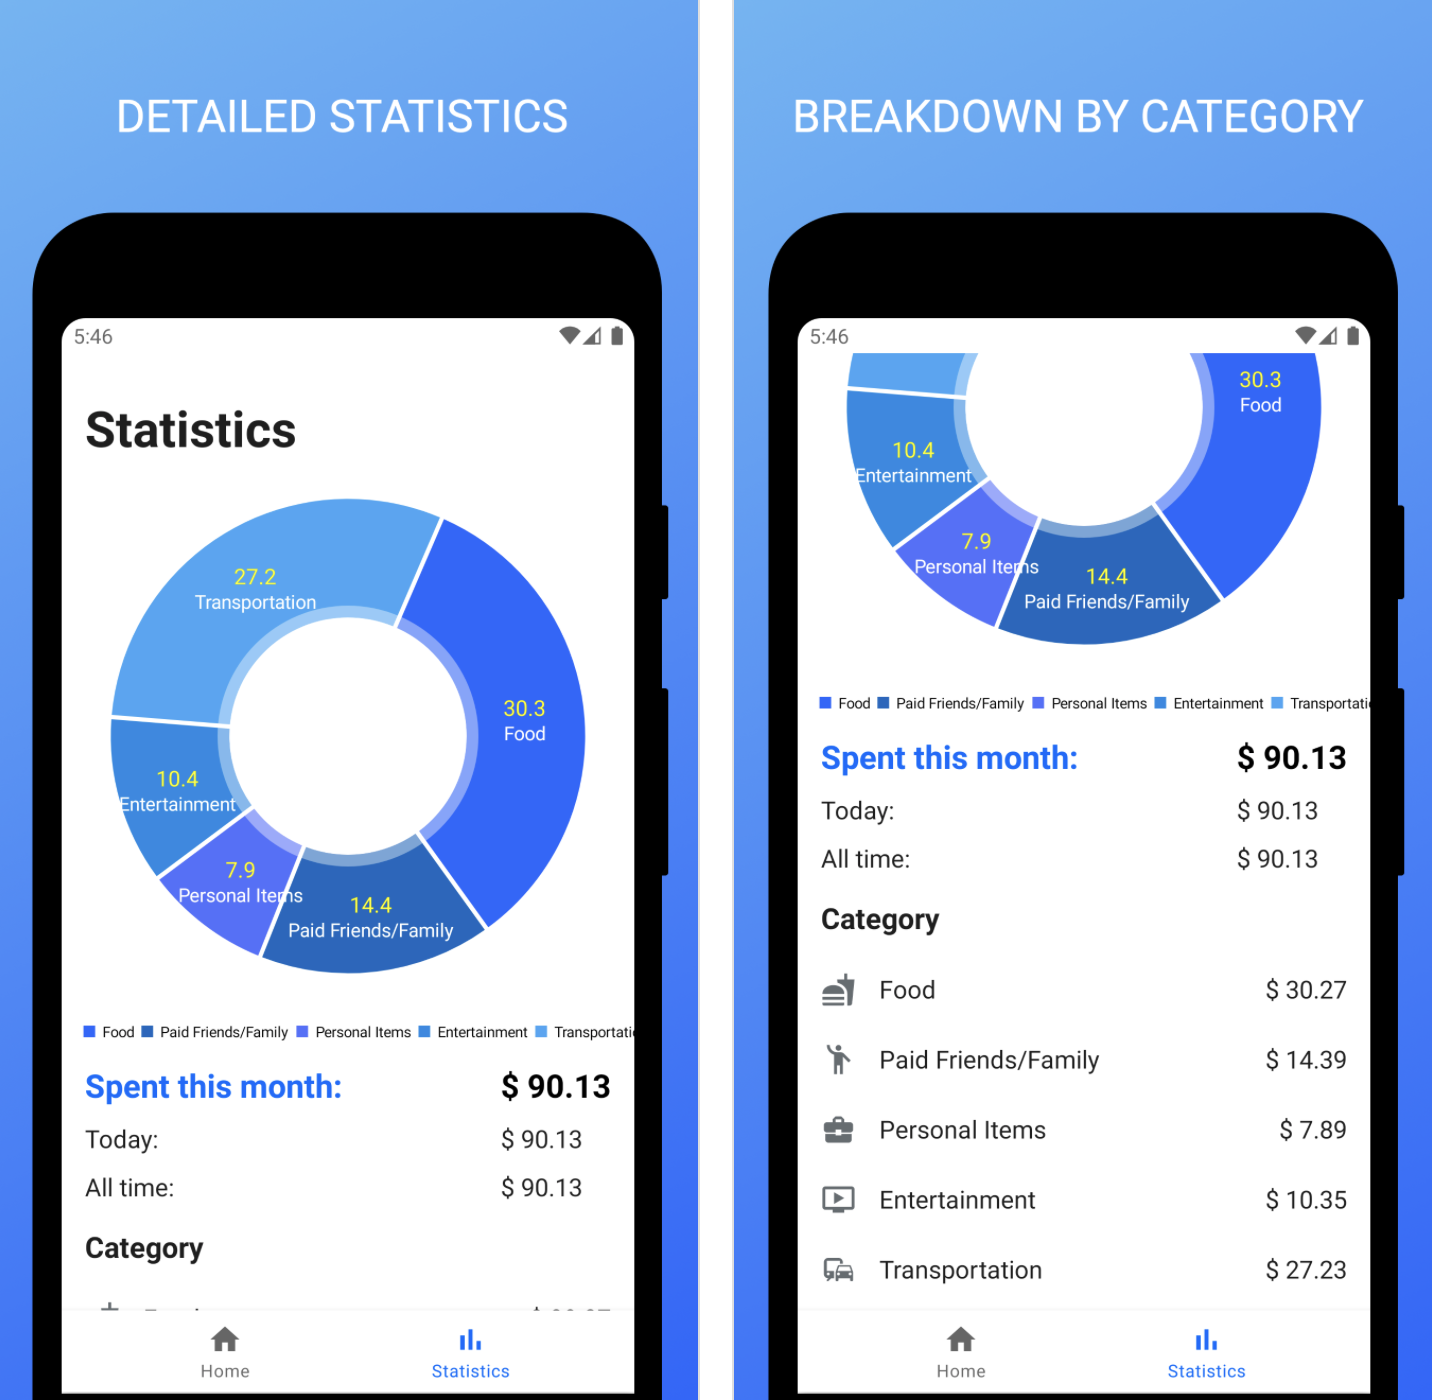 DETAILED STATISTICS
5:46
Statistics
27.2
Transportation
30.3
Food
10.4
Entertainment
7.9
Personal Items
14.4
Paid Friends/Family
Food Paid Friends/Family Personal Items Entertainment Transportati
Spent this month: $ 90.13
Today: $ 90.13
All time: $ 90.13
Category
Home Statistics
BREAKDOWN BY CATEGORY
5:46
30.3
Food
10.4
Entertainment
7.9
Personal Items
14.4
Paid Friends/Family
Food Paid Friends/Family Personal Items Entertainment Transportati
Spent this month: $ 90.13
Today: $ 90.13
All time: $ 90.13
Category
Food $ 30.27
Paid Friends/Family $ 14.39
Personal Items $ 7.89
Entertainment $ 10.35
Transportation $ 27.23
Home Statistics